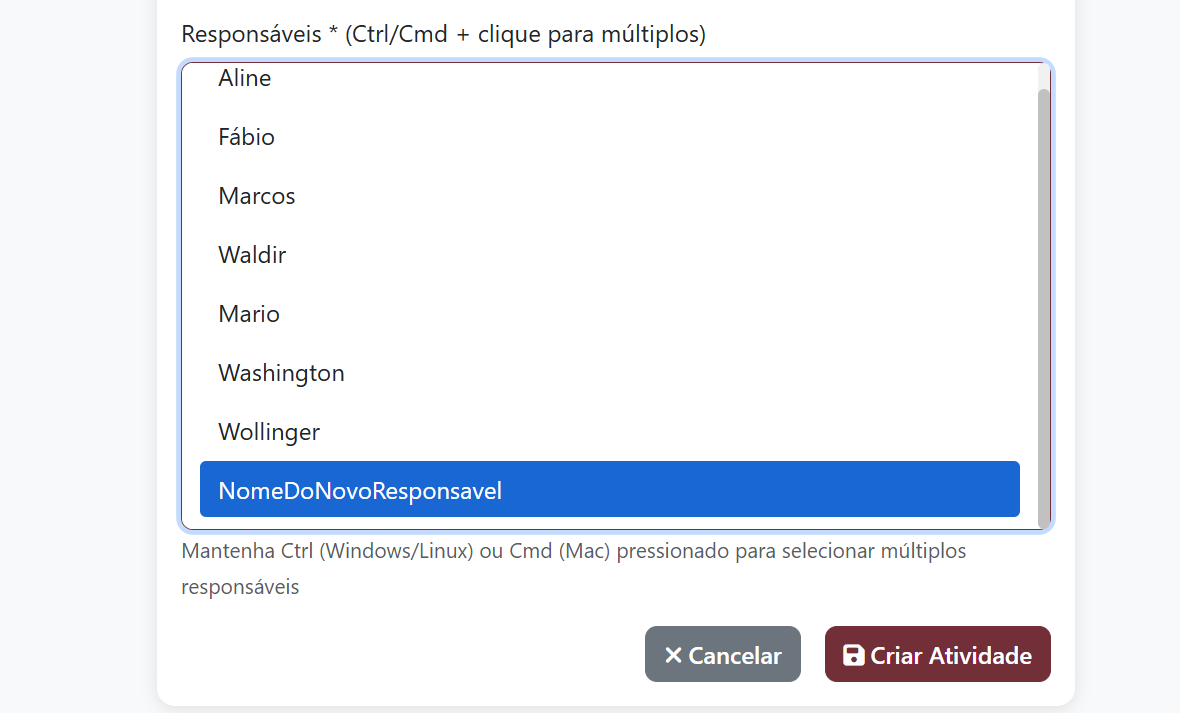 Responsáveis * (Ctrl/Cmd + clique para múltiplos)
Aline
Fábio
Marcos
Waldir
Mario
Washington
Wollinger
NomeDoNovoResponsavel
Mantenha Ctrl (Windows/Linux) ou Cmd (Mac) pressionado para selecionar múltiplos
responsáveis
Cancelar
Criar Atividade